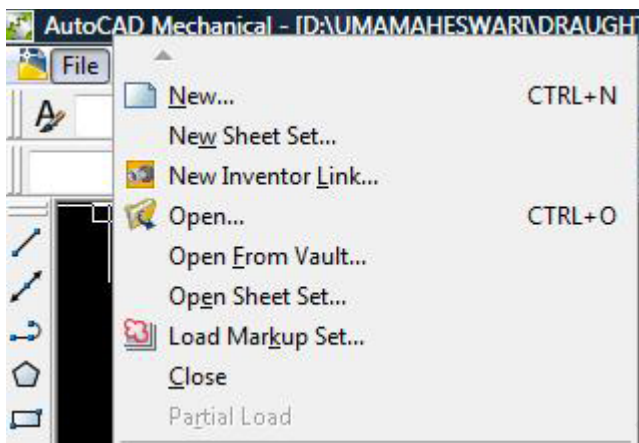 AutoCAD Mechanical - [D:\UMAMAHESWARI\DRAUGH
File
New... CTRL+N
New Sheet Set...
New Inventor Link...
Open... CTRL+O
Open From Vault...
Open Sheet Set...
Load Markup Set...
Close
Partial Load